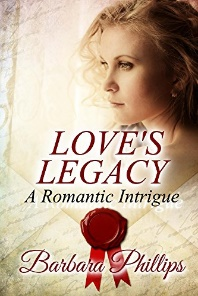 LOVE'S
LEGACY
A Romantic Intrigue
Barbara Phillips